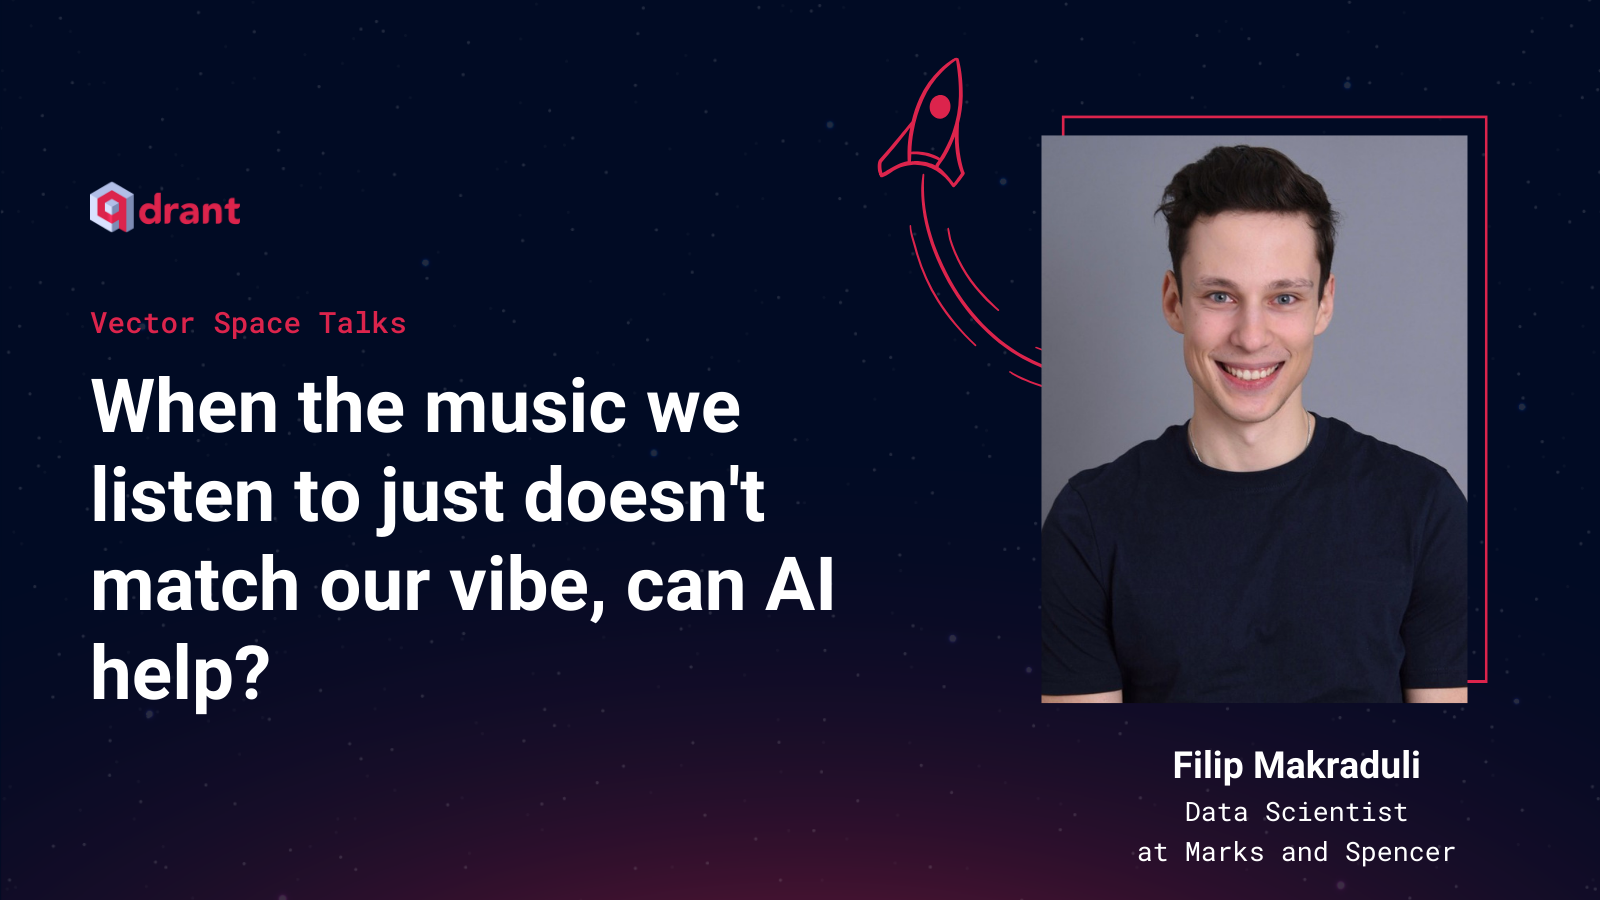 qdrant
Vector Space Talks
When the music we
listen to just doesn't
match our vibe, can AI
help?
Filip Makraduli
Data Scientist
at Marks and Spencer